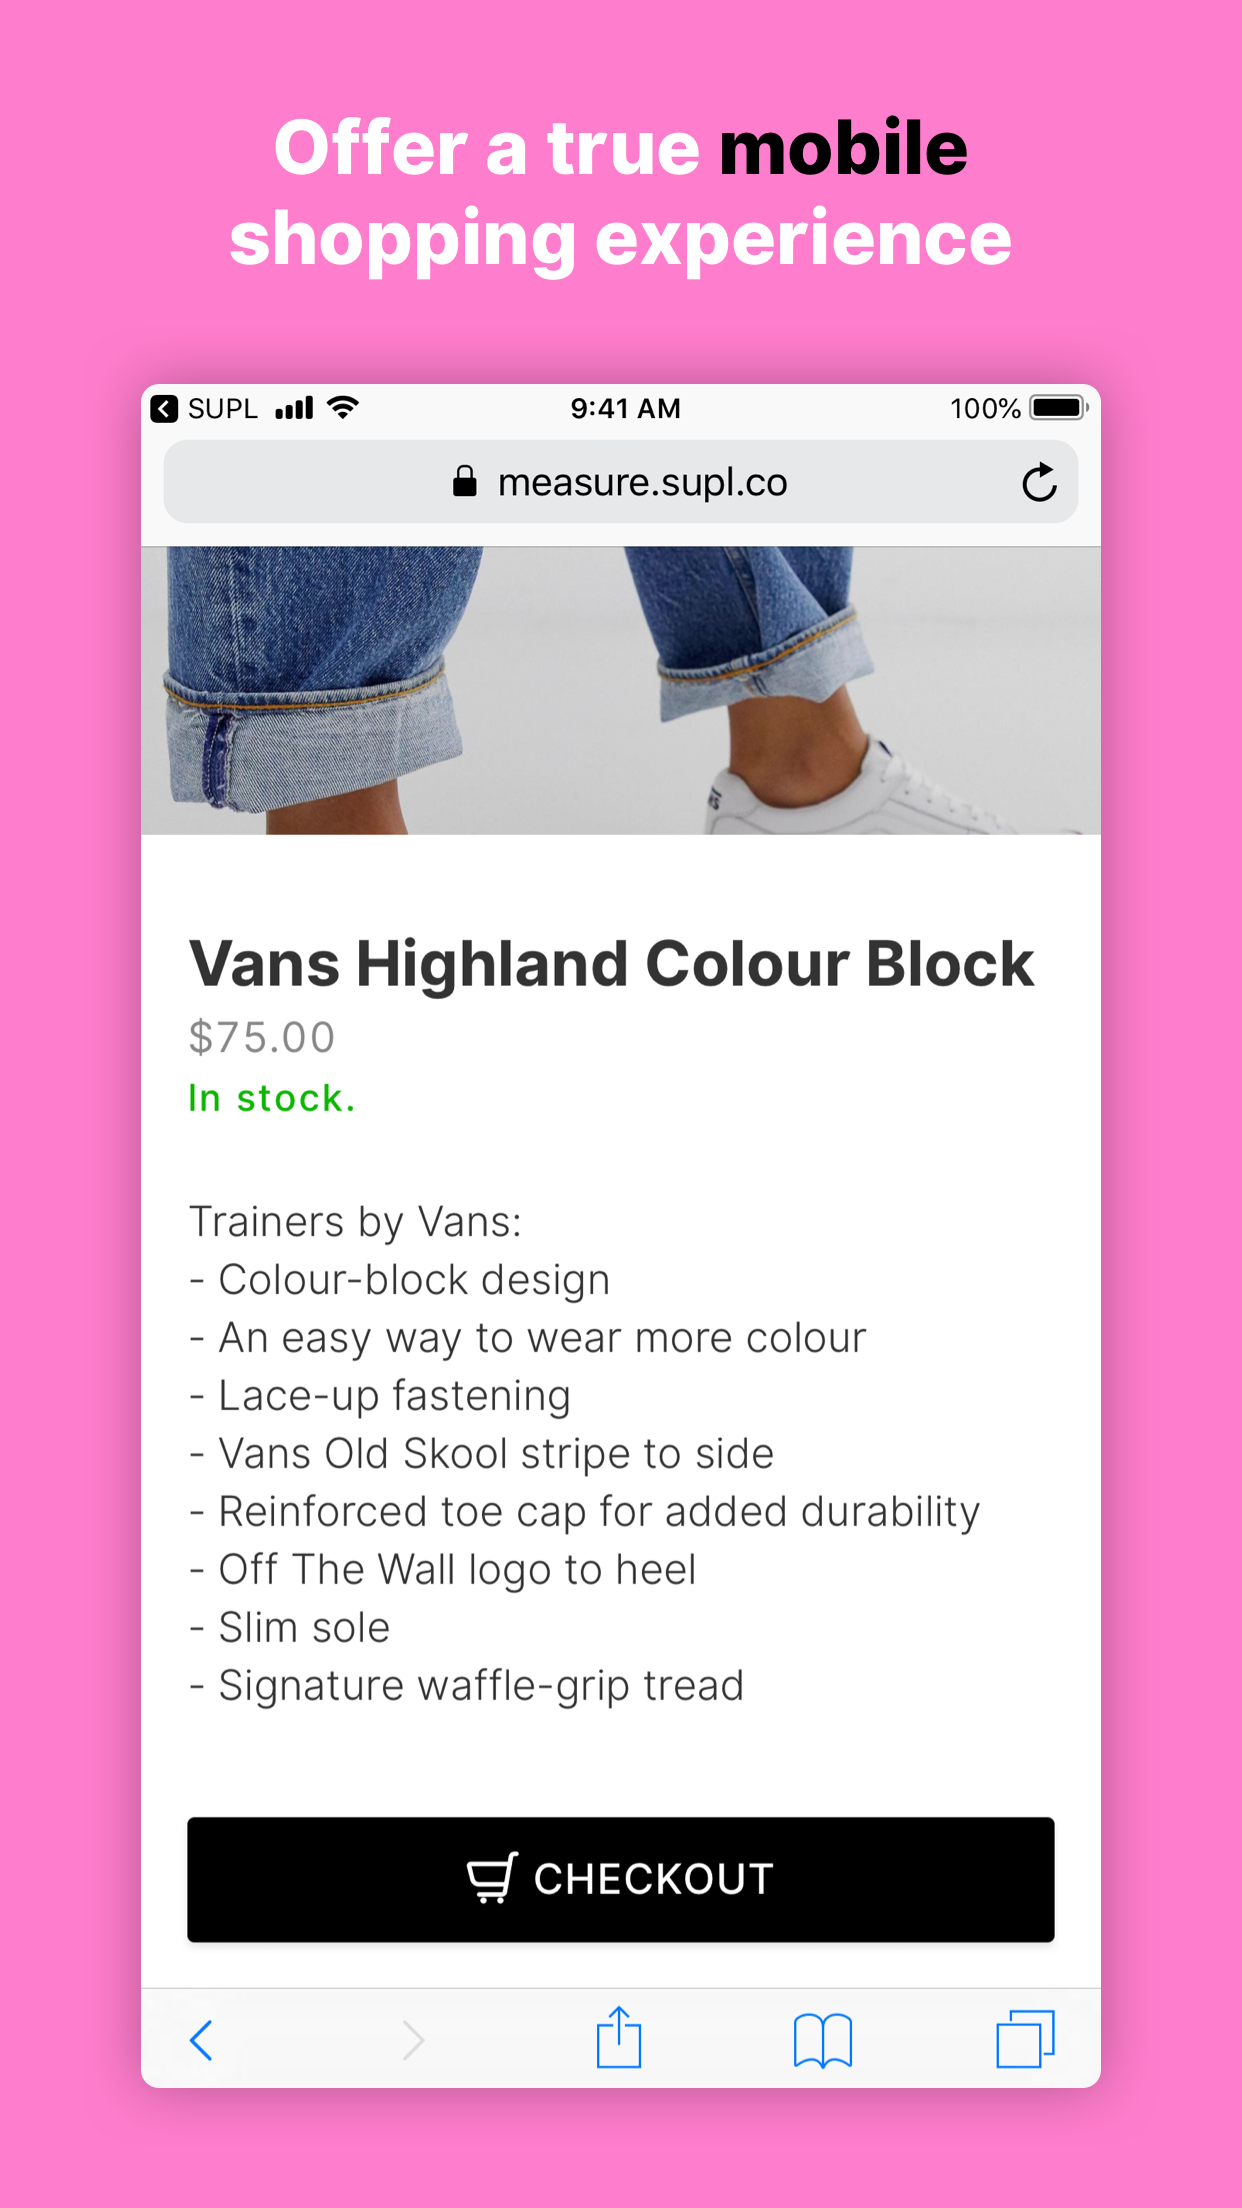 Offer a true mobile
shopping experience
SUPL 9:41 AM 100%
measure.supl.co
Vans Highland Colour Block
$75.00
In stock.
Trainers by Vans:
- Colour-block design
- An easy way to wear more colour
- Lace-up fastening
- Vans Old Skool stripe to side
- Reinforced toe cap for added durability
- Off The Wall logo to heel
- Slim sole
- Signature waffle-grip tread
CHECKOUT